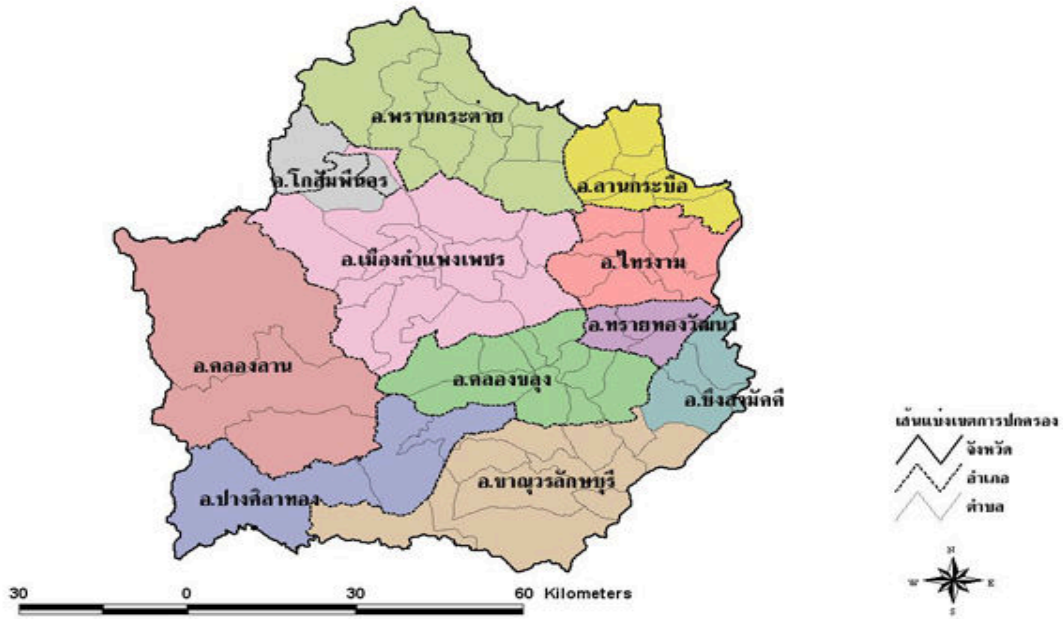 อ.พรานกระต่าย
อ.ลานกระบือ
อ.โกสัมพีนคร
อ.เมืองกำแพงเพชร
อ.ไทรงาม
อ.ทรายทองวัฒนา
อ.คลองลาน
อ.คลองขลุง
อ.บึงสามัคคี
อ.ปางศิลาทอง
อ.ขาณุวรลักษบุรี
เส้นแบ่งเขตการปกครอง
จังหวัด
อำเภอ
ตำบล
N
W E
S
30 0 30 60 Kilometers